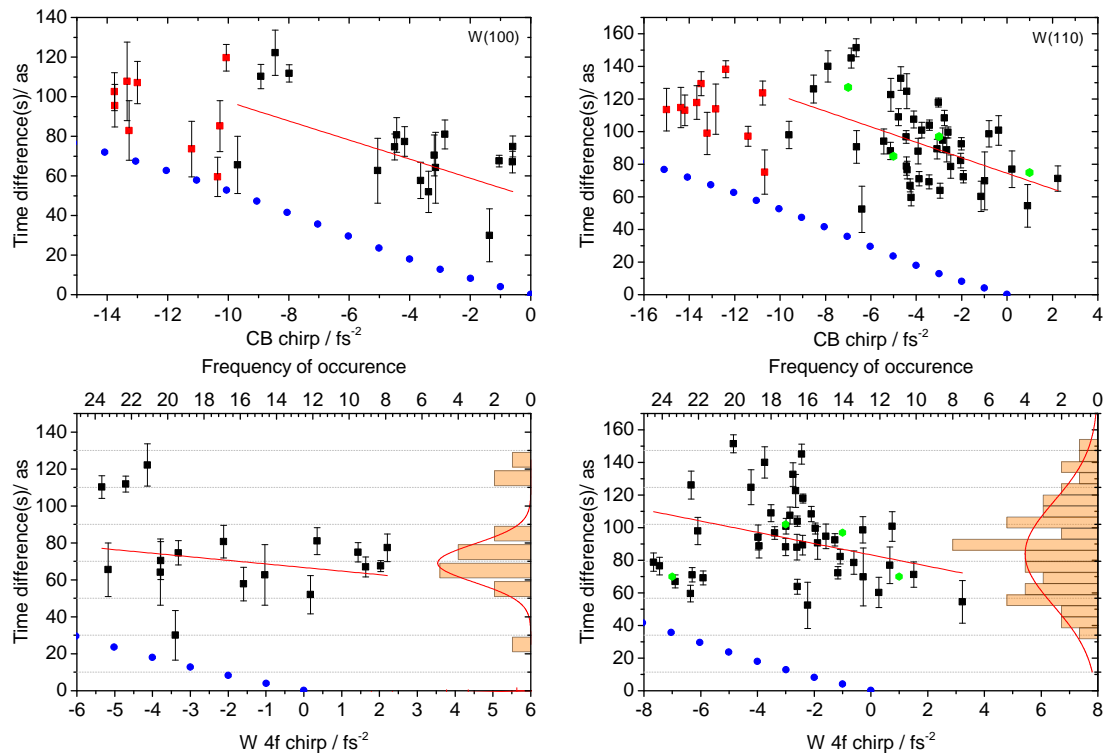 W(100)
Time difference(s)/ as
140
120
100
80
60
40
20
0
-14 -12 -10 -8 -6 -4 -2 0
CB chirp / fs-2
W(110)
Time difference(s)/ as
160
140
120
100
80
60
40
20
0
-16 -14 -12 -10 -8 -6 -4 -2 0 2 4
CB chirp / fs-2
Frequency of occurence
24 22 20 18 16 14 12 10 8 6 4 2 0
Time difference(s)/ as
140
120
100
80
60
40
20
0
-6 -5 -4 -3 -2 -1 0 1 2 3 4 5 6
W 4f chirp / fs-2
Frequency of occurence
24 22 20 18 16 14 12 10 8 6 4 2 0
Time difference(s)/ as
160
140
120
100
80
60
40
20
0
-8 -6 -4 -2 0 2 4 6 8
W 4f chirp / fs-2